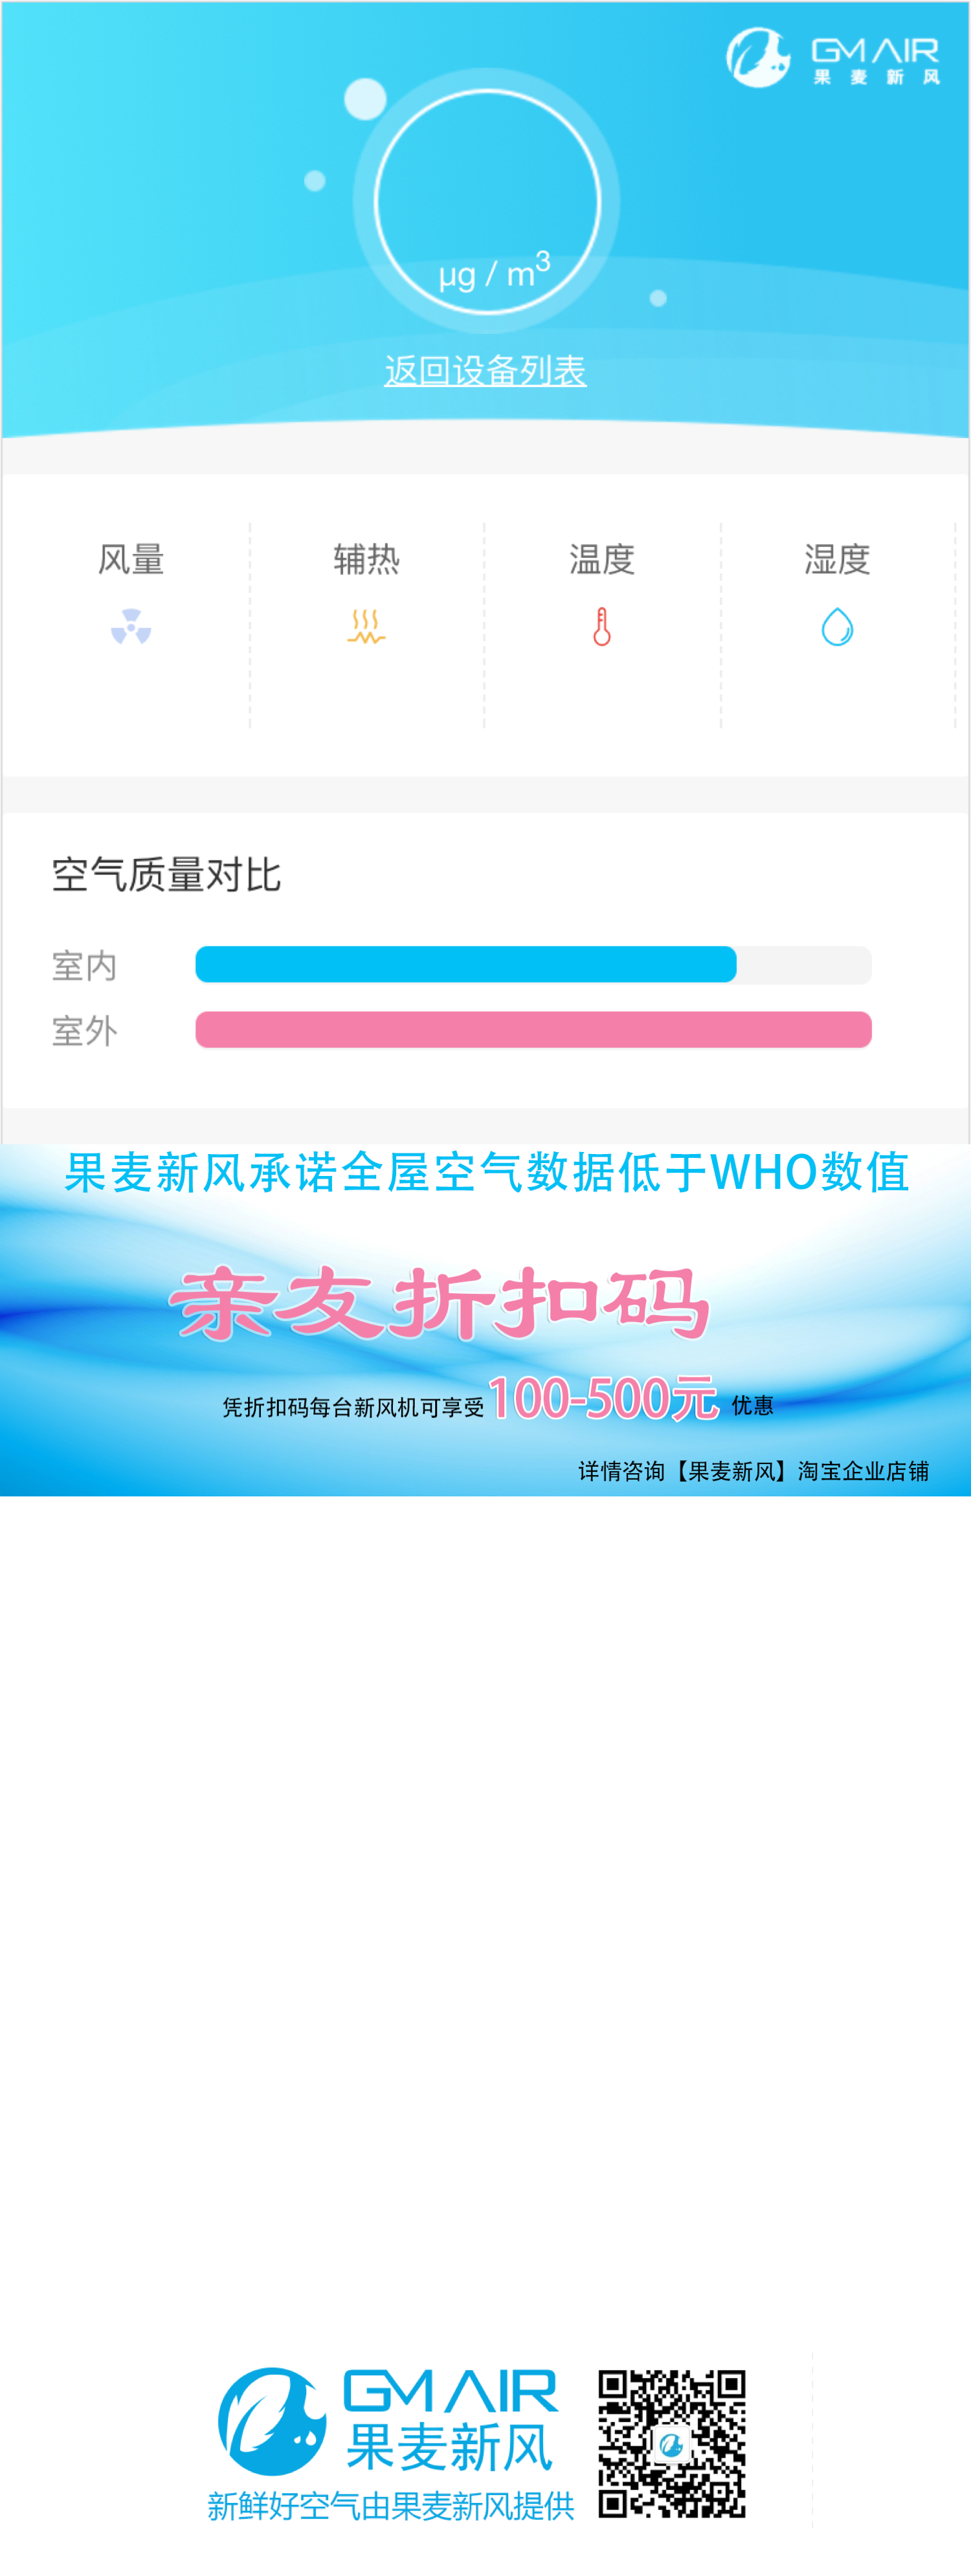 GM AIR
果麦新风
μg / m³
返回设备列表
风量 辅热 温度 湿度
空气质量对比
室内
室外
果麦新风承诺全屋空气数据低于WHO数值
亲友折扣码
凭折扣码每台新风机可享受100-500元 优惠
详情咨询【果麦新风】淘宝企业店铺
GM AIR
果麦新风
新鲜好空气由果麦新风提供